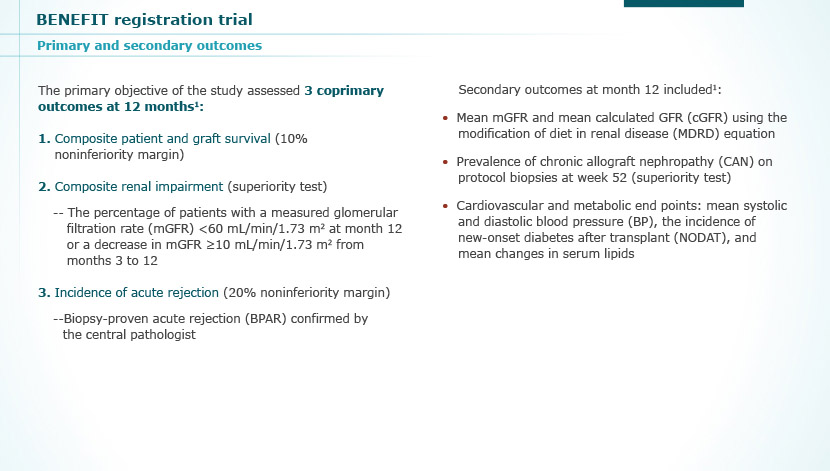 BENEFIT registration trial
Primary and secondary outcomes
The primary objective of the study assessed 3 coprimary
outcomes at 12 months¹:
1. Composite patient and graft survival (10%
noninferiority margin)
2. Composite renal impairment (superiority test)
-- The percentage of patients with a measured glomerular
filtration rate (mGFR) <60 mL/min/1.73 m² at month 12
or a decrease in mGFR ≥10 mL/min/1.73 m² from
months 3 to 12
3. Incidence of acute rejection (20% noninferiority margin)
--Biopsy-proven acute rejection (BPAR) confirmed by
the central pathologist
Secondary outcomes at month 12 included¹:
• Mean mGFR and mean calculated GFR (cGFR) using the
modification of diet in renal disease (MDRD) equation
• Prevalence of chronic allograft nephropathy (CAN) on
protocol biopsies at week 52 (superiority test)
• Cardiovascular and metabolic end points: mean systolic
and diastolic blood pressure (BP), the incidence of
new-onset diabetes after transplant (NODAT), and
mean changes in serum lipids